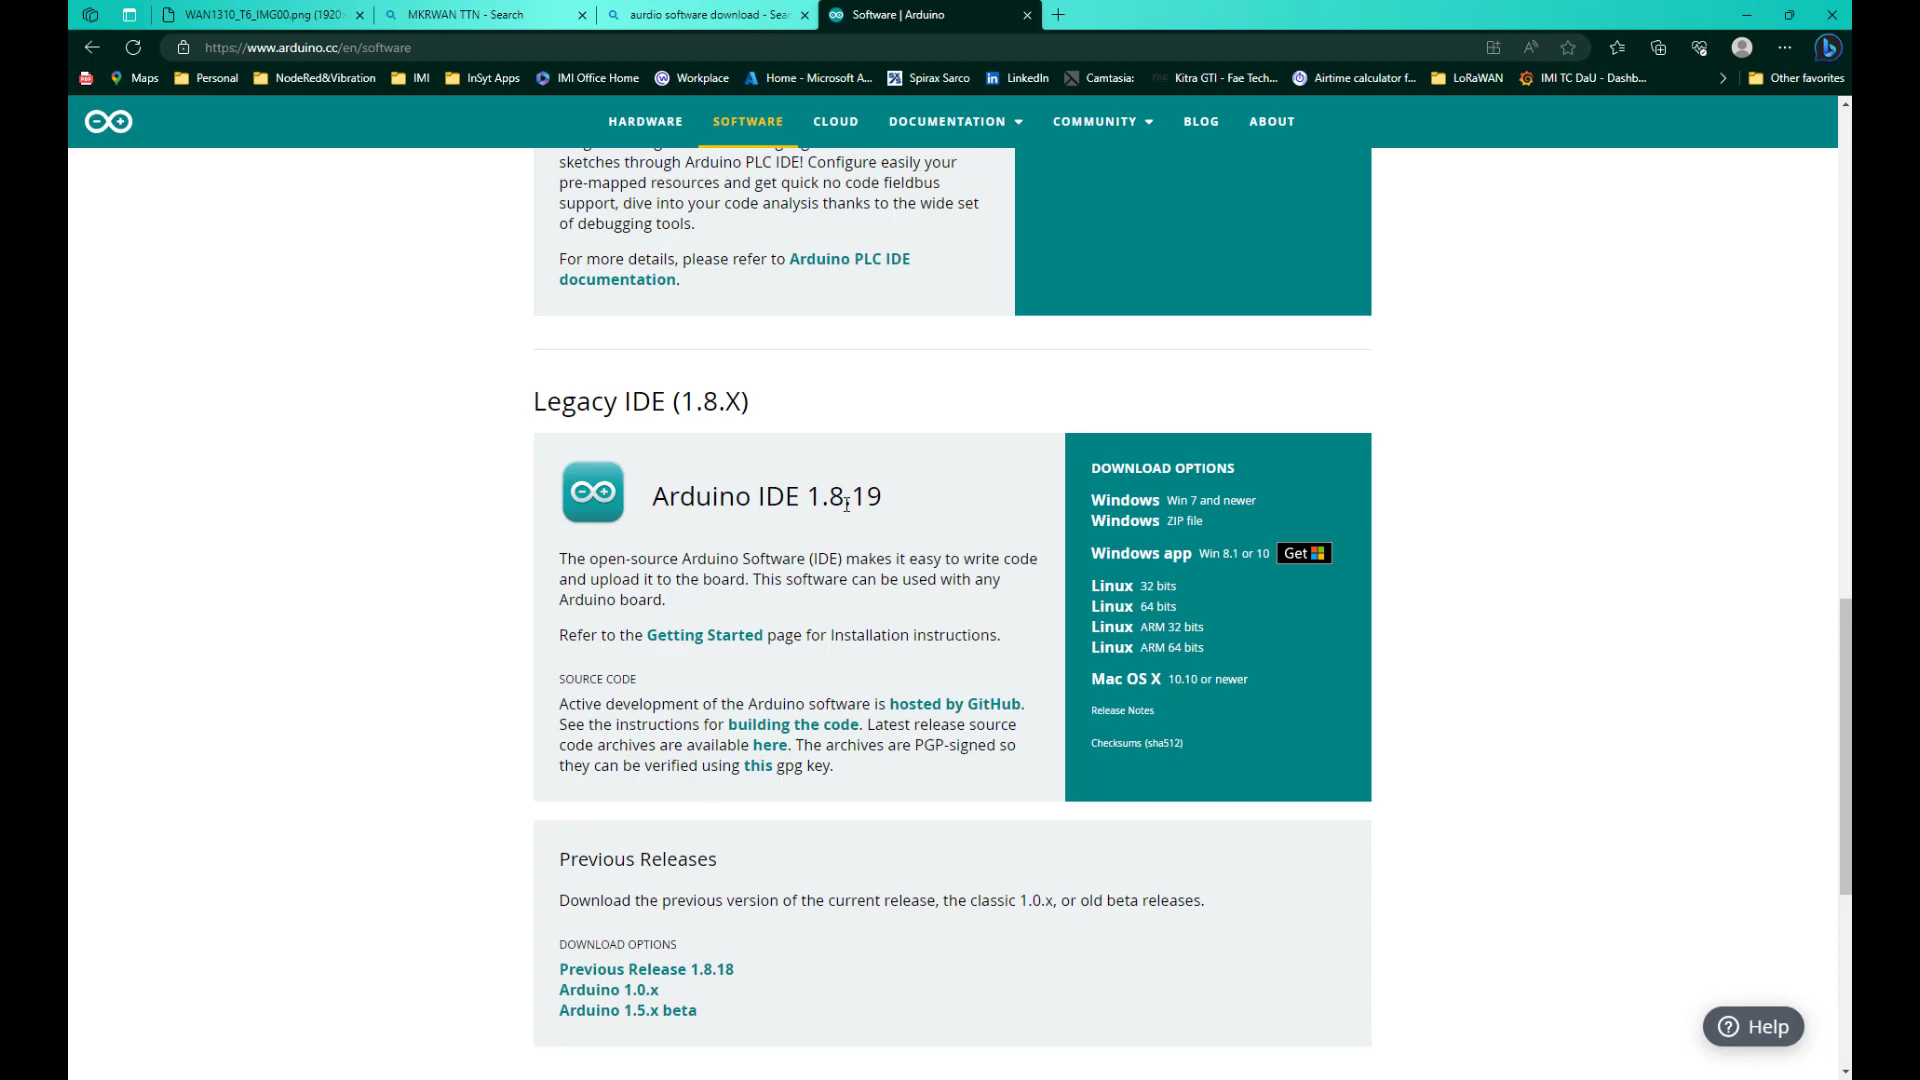 WAN1310_T6_IMG00.png (1920
MKRWAN TTN - Search
aurdio software download - Sea
Software | Arduino
https://www.arduino.cc/en/software
Maps
Personal
NodeRed&Vibration
IMI
InSyt Apps
IMI Office Home
Workplace
Home - Microsoft A...
Spirax Sarco
LinkedIn
Camtasia:
Kitra GTI - Fae Tech...
Airtime calculator f...
LoRaWAN
IMI TC DaU - Dashb...
Other favorites
HARDWARE
SOFTWARE
CLOUD
DOCUMENTATION
COMMUNITY
BLOG
ABOUT
sketches through Arduino PLC IDE! Configure easily your
pre-mapped resources and get quick no code fieldbus
support, dive into your code analysis thanks to the wide set
of debugging tools.
For more details, please refer to Arduino PLC IDE
documentation.
Legacy IDE (1.8.X)
Arduino IDE 1.8.19
The open-source Arduino Software (IDE) makes it easy to write code
and upload it to the board. This software can be used with any
Arduino board.
Refer to the Getting Started page for Installation instructions.
SOURCE CODE
Active development of the Arduino software is hosted by GitHub.
See the instructions for building the code. Latest release source
code archives are available here. The archives are PGP-signed so
they can be verified using this gpg key.
DOWNLOAD OPTIONS
Windows Win 7 and newer
Windows ZIP file
Windows app Win 8.1 or 10 Get
Linux 32 bits
Linux 64 bits
Linux ARM 32 bits
Linux ARM 64 bits
Mac OS X 10.10 or newer
Release Notes
Checksums (sha512)
Previous Releases
Download the previous version of the current release, the classic 1.0.x, or old beta releases.
DOWNLOAD OPTIONS
Previous Release 1.8.18
Arduino 1.0.x
Arduino 1.5.x beta
Help